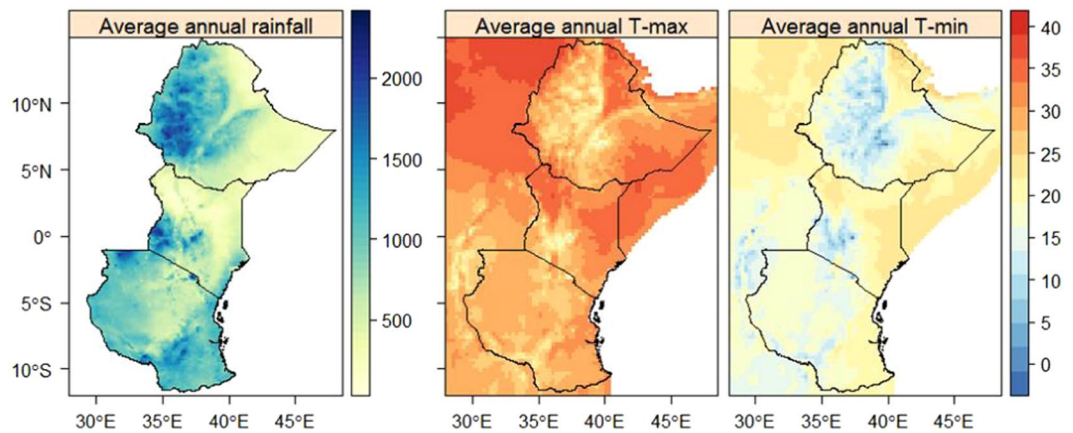 Average annual rainfall
Average annual T-max
Average annual T-min
10°N
5°N
0°
5°S
10°S
30°E 35°E 40°E 45°E
2000
1500
1000
500
30°E 35°E 40°E 45°E
30°E 35°E 40°E 45°E
40
35
30
25
20
15
10
5
0